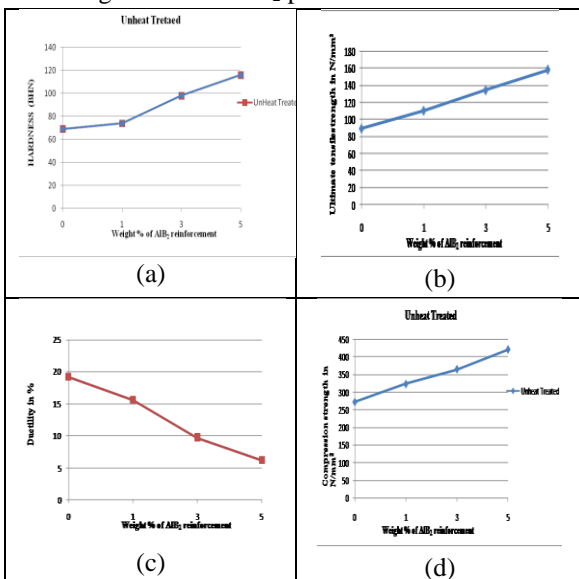 Unheat Tretaed
140
120
100
80
60
40
20
0
HARDNESS (BHN)
UnHeat Treate
0 1 3 5
Weight % of AlB₂ reinforcement
(a)
180
160
140
120
100
80
60
40
20
0
Ultimate tensile strength in N/mm²
0 1 3 5
Weight % of AlB₂ reinforcement
(b)
25
20
15
10
5
0
Ductility in %
0 1 3 5
Weight % of AlB₂ reinforcement
(c)
Unheat Treated
450
400
350
300
250
200
150
100
50
0
Compression strength in
N/mm²
Unheat Treated
0 1 3 5
Weight % of AlB₂ reinforcement
(d)